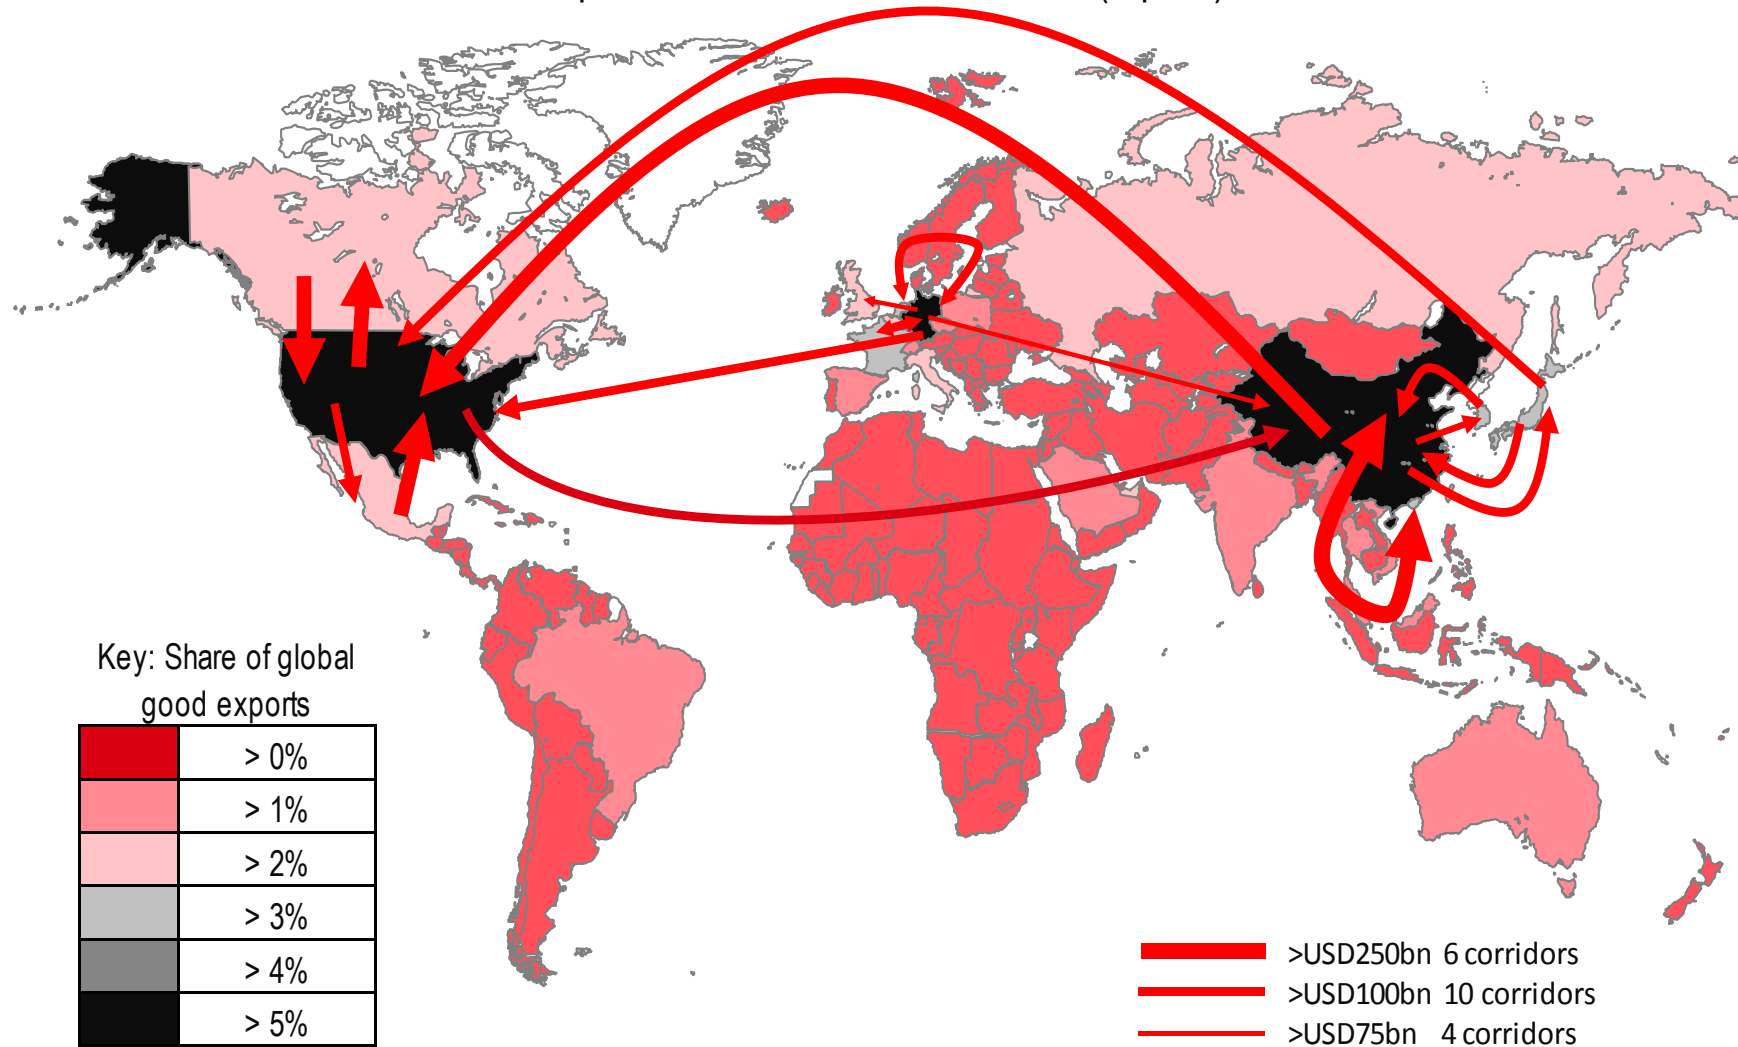 Key: Share of global
good exports
> 0%
> 1%
> 2%
> 3%
> 4%
> 5%
>USD250bn 6 corridors
>USD100bn 10 corridors
>USD75bn 4 corridors